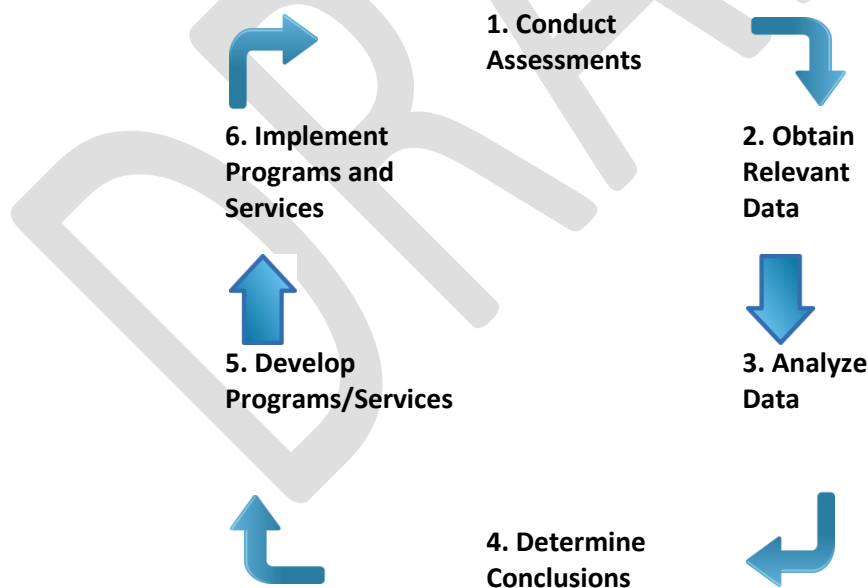 1. Conduct
Assessments
2. Obtain
Relevant
Data
3. Analyze
Data
4. Determine
Conclusions
5. Develop
Programs/Services
6. Implement
Programs and
Services
DRA